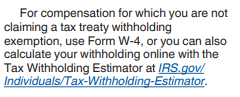 For compensation for which you are not
claiming a tax treaty withholding
exemption, use Form W-4, or you can also
calculate your withholding online with the
Tax Withholding Estimator at IRS.gov/
Individuals/Tax-Withholding-Estimator.